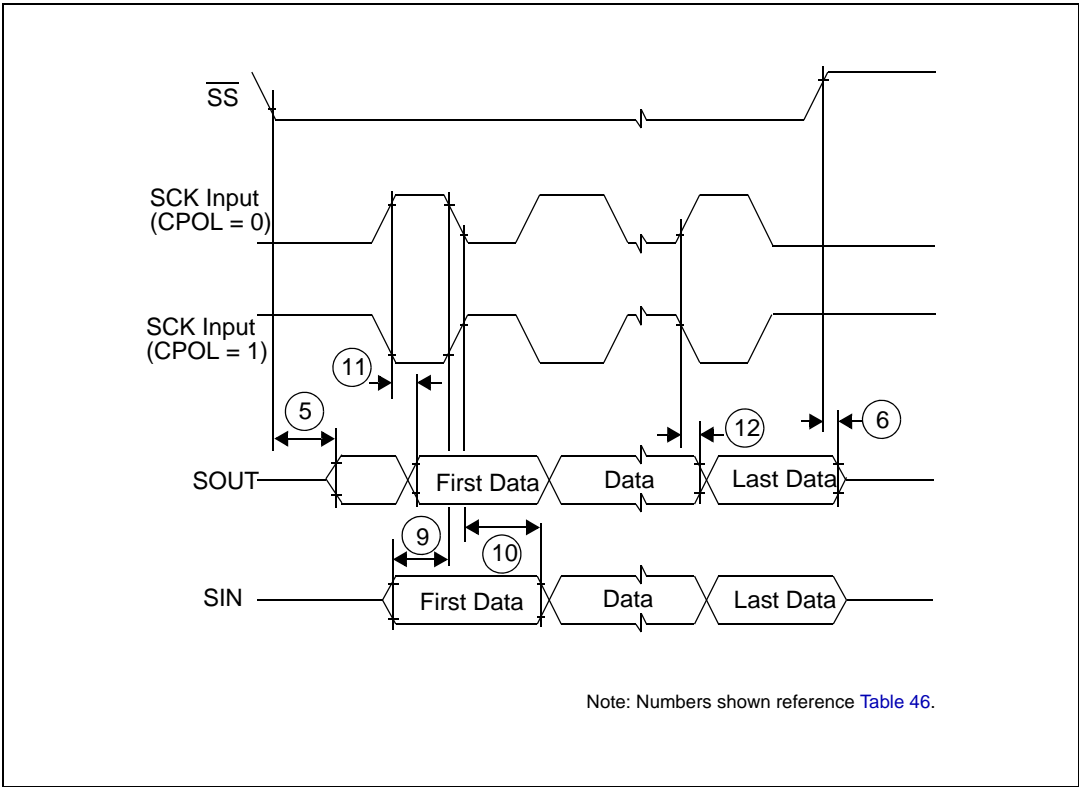 SS
SCK Input
(CPOL = 0)
SCK Input
(CPOL = 1)
11
5
12
6
SOUT
First Data
Data
Last Data
9
10
SIN
First Data
Data
Last Data
Note: Numbers shown reference Table 46.